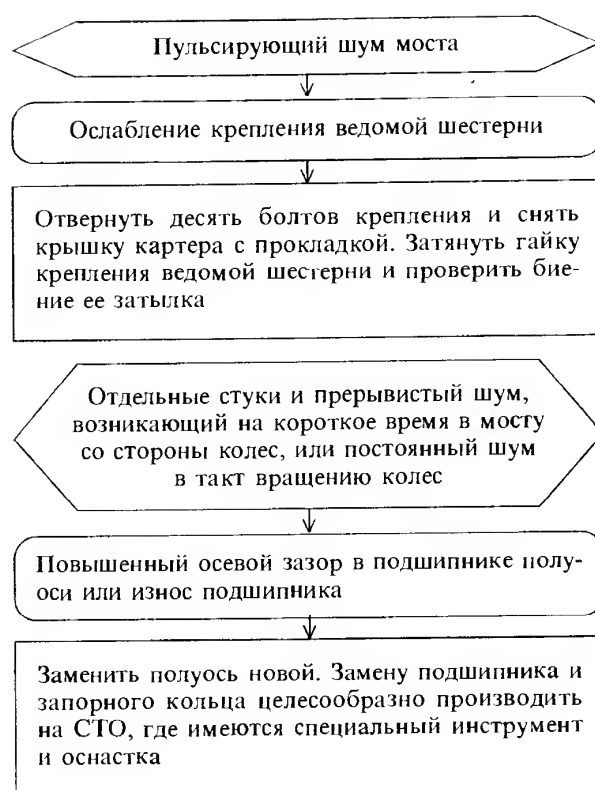 Пульсирующий шум моста
Ослабление крепления ведомой шестерни
Отвернуть десять болтов крепления и снять
крышку картера с прокладкой. Затянуть гайку
крепления ведомой шестерни и проверить бие-
ние ее затылка
Отдельные стуки и прерывистый шум,
возникающий на короткое время в мосту
со стороны колес, или постоянный шум
в такт вращению колес
Повышенный осевой зазор в подшипнике полу-
оси или износ подшипника
Заменить полуось новой. Замену подшипника и
запорного кольца целесообразно производить
на СТО, где имеются специальный инструмент
и оснастка